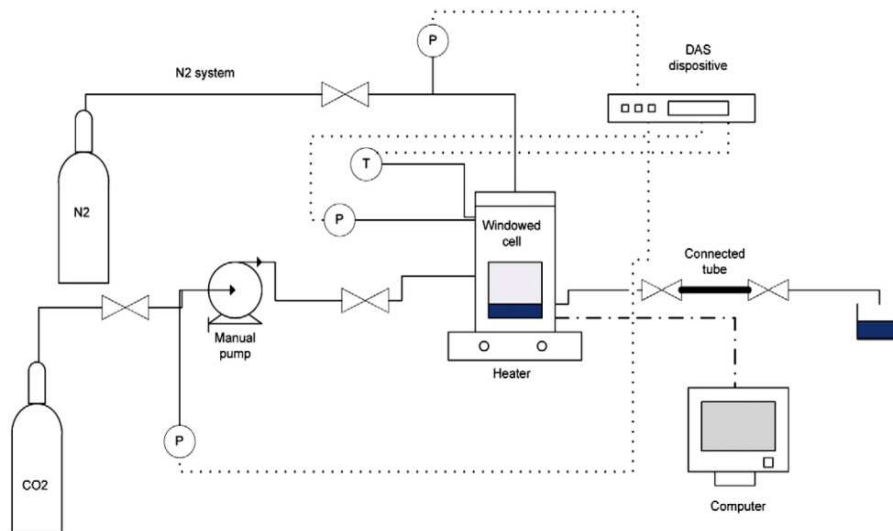 P
DAS
dispositive
N2 system
T
N2
P
Windowed
cell
Connected
tube
Manual
pump
Heater
P
CO2
Computer